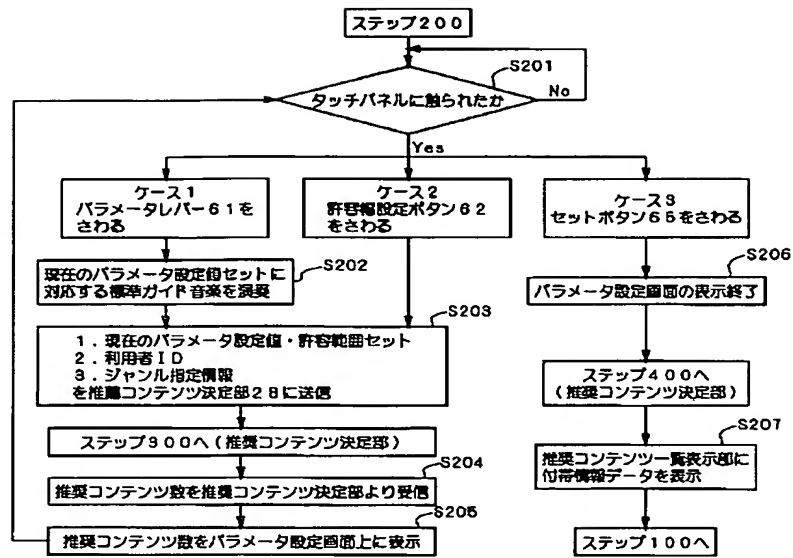 ステップ200
S201
タッチパネルに触られたか
No
Yes
ケース1
パラメータレバー61を
さわる
ケース2
許容幅設定ボタン62
をさわる
ケース3
セットボタン65をさわる
S202
現在のパラメータ設定値セットに
対応する標準ガイド音楽を演奏
S206
パラメータ設定画面の表示終了
S203
1.現在のパラメータ設定値・許容範囲セット
2.利用者ID
3.ジャンル指定情報
を推薦コンテンツ決定部28に送信
ステップ400へ
(推奨コンテンツ決定部)
ステップ300へ(推奨コンテンツ決定部)
S207
推奨コンテンツ一覧表示部に
付帯情報データを表示
S204
推奨コンテンツ数を推奨コンテンツ決定部より受信
S205
推奨コンテンツ数をパラメータ設定画面上に表示
ステップ100へ